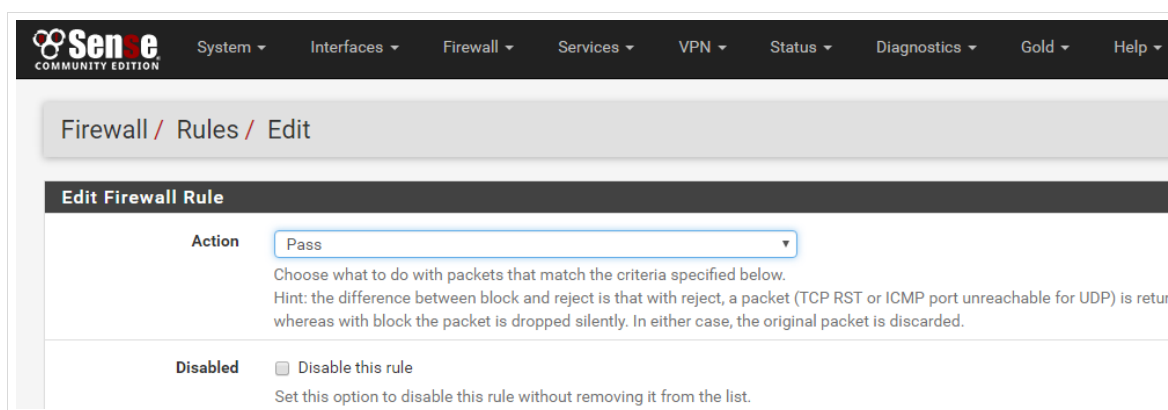 Sense
COMMUNITY EDITION
System Interfaces Firewall Services VPN Status Diagnostics Gold Help
Firewall / Rules / Edit
Edit Firewall Rule
Action Pass
Choose what to do with packets that match the criteria specified below.
Hint: the difference between block and reject is that with reject, a packet (TCP RST or ICMP port unreachable for UDP) is
whereas with block the packet is dropped silently. In either case, the original packet is discarded.
Disabled Disable this rule
Set this option to disable this rule without removing it from the list.